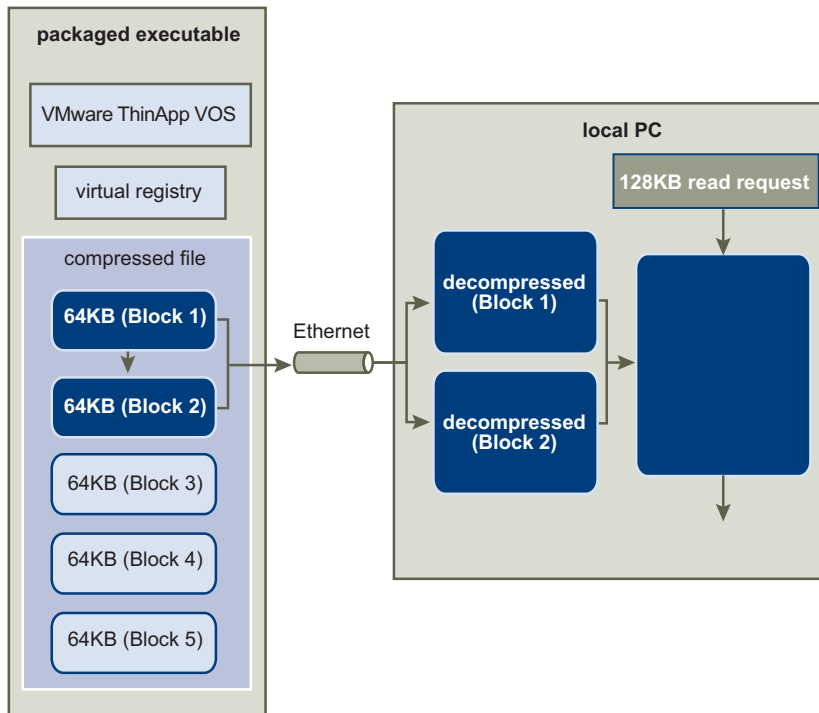 packaged executable
VMware ThinApp VOS
virtual registry
compressed file
64KB (Block 1)
64KB (Block 2)
64KB (Block 3)
64KB (Block 4)
64KB (Block 5)
Ethernet
local PC
128KB read request
decompressed
(Block 1)
decompressed
(Block 2)